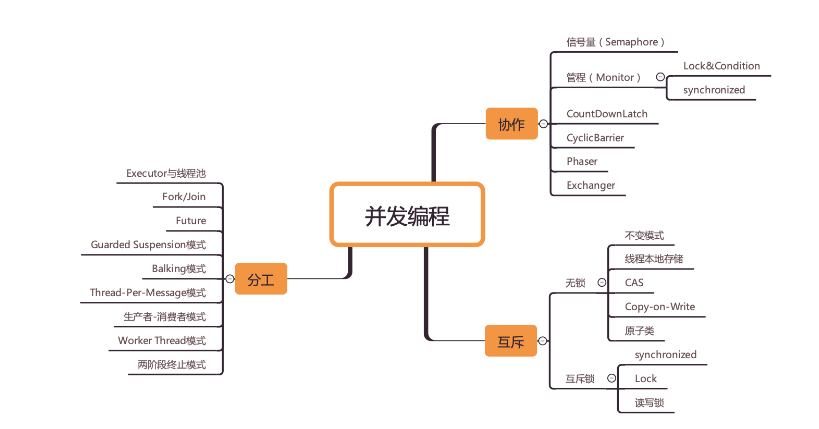 并发编程
协作
信号量（Semaphore）
管程（Monitor）
Lock&Condition
synchronized
CountDownLatch
CyclicBarrier
Phaser
Exchanger
分工
Executor与线程池
Fork/Join
Future
Guarded Suspension模式
Balking模式
Thread-Per-Message模式
生产者-消费者模式
Worker Thread模式
两阶段终止模式
互斥
无锁
不变模式
线程本地存储
CAS
Copy-on-Write
原子类
互斥锁
synchronized
Lock
读写锁